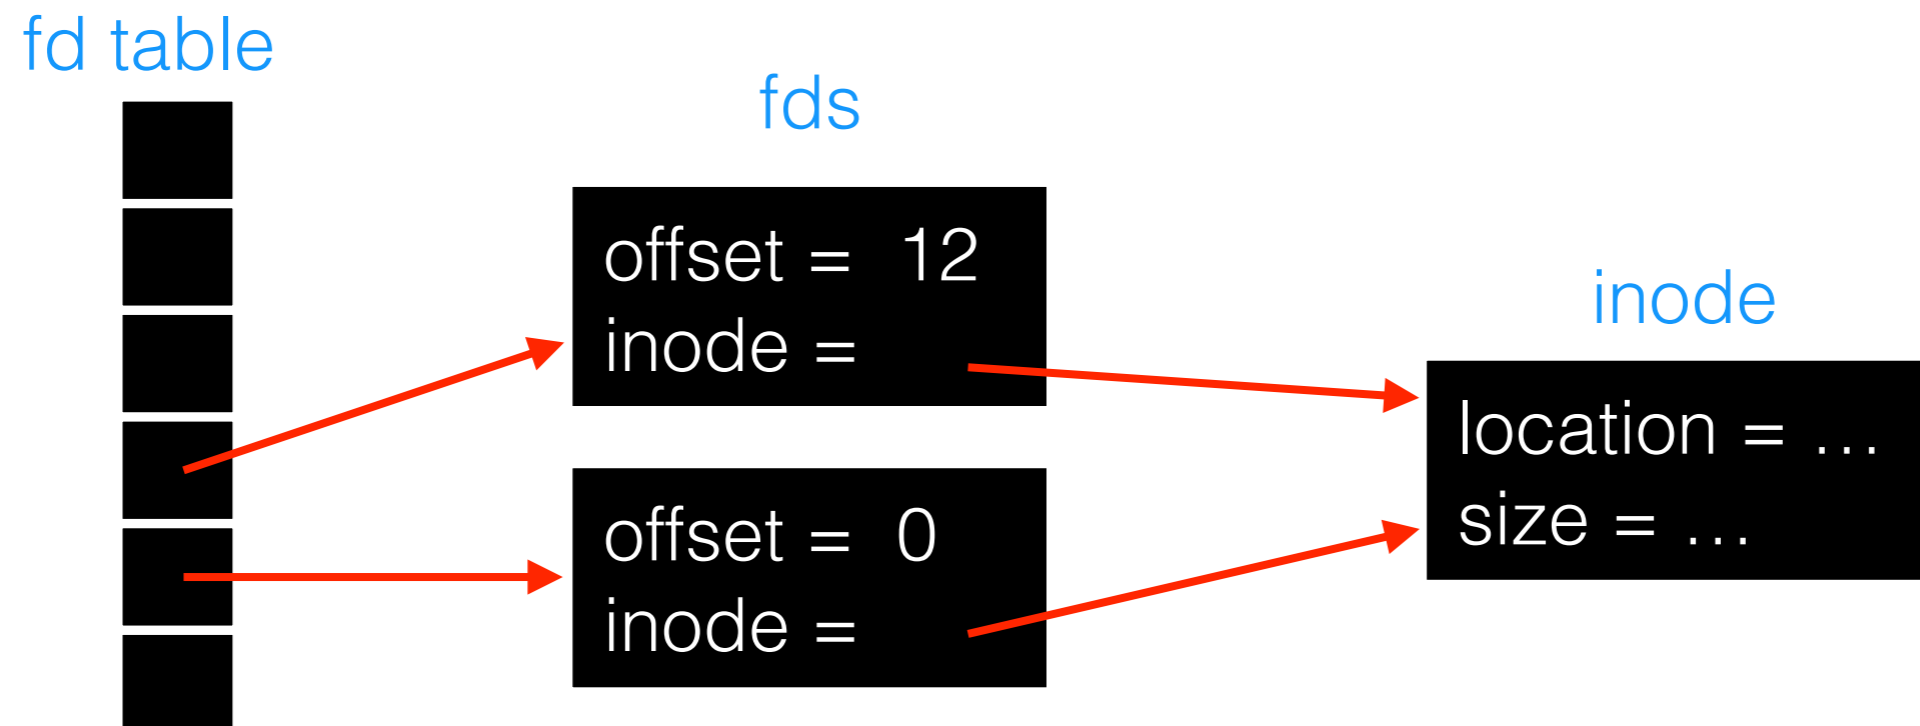 fd table
fds
offset = 12
inode =
offset = 0
inode =
inode
location = ...
size = ...